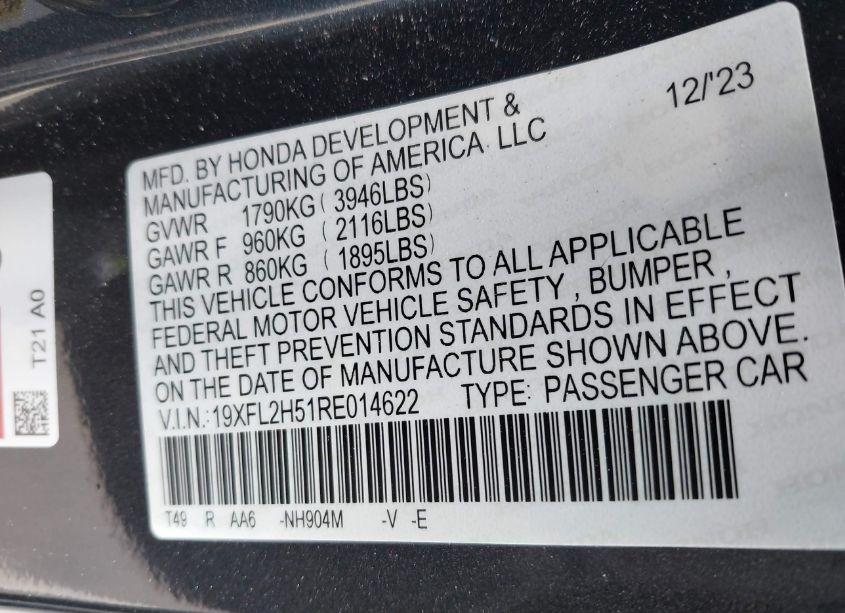 12/'23
MFD. BY HONDA DEVELOPMENT &
MANUFACTURING OF AMERICA LLC
GVWR 1790KG ( 3946LBS)
GAWR F 960KG ( 2116LBS)
GAWR R 860KG ( 1895LBS)
THIS VEHICLE CONFORMS TO ALL APPLICABLE
FEDERAL MOTOR VEHICLE SAFETY , BUMPER ,
AND THEFT PREVENTION STANDARDS IN EFFECT
ON THE DATE OF MANUFACTURE SHOWN ABOVE.
V.I.N.:19XFL2H51RE014622 TYPE: PASSENGER CAR
T49 R AA6 -NH904M -V -E
T21 A0